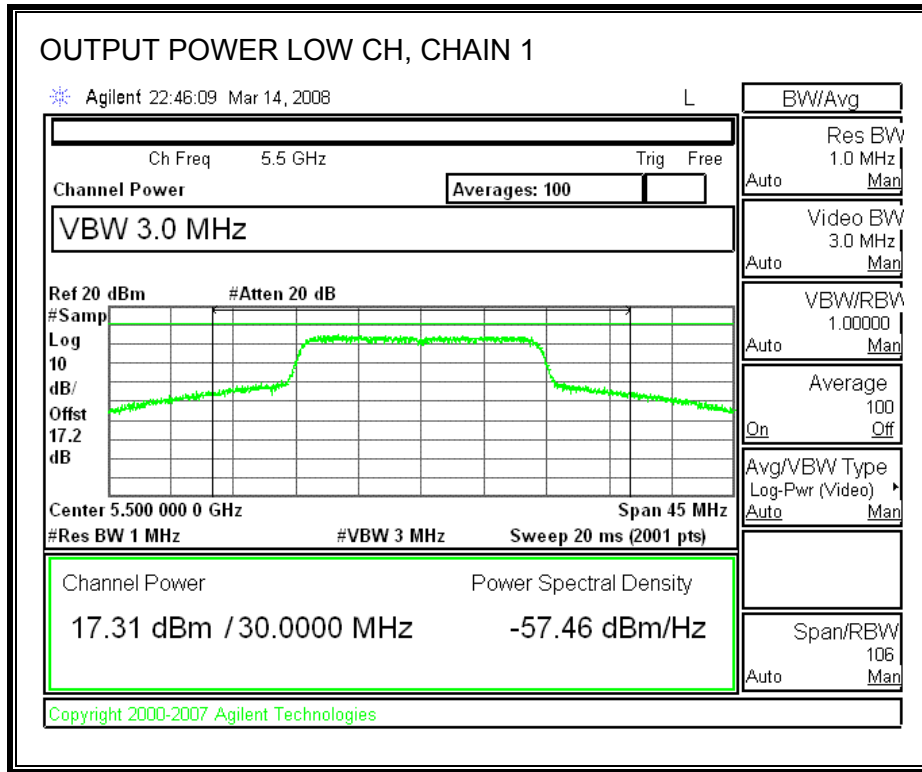 OUTPUT POWER LOW CH, CHAIN 1
Agilent 22:46:09 Mar 14, 2008 L
Ch Freq 5.5 GHz Trig Free
Channel Power Averages: 100
VBW 3.0 MHz
Ref 20 dBm #Atten 20 dB
#Samp
Log
10
dB/
Offst
17.2
dB
Center 5.500 000 0 GHz Span 45 MHz
#Res BW 1 MHz #VBW 3 MHz Sweep 20 ms (2001 pts)
Channel Power Power Spectral Density
17.31 dBm / 30.0000 MHz -57.46 dBm/Hz
Copyright 2000-2007 Agilent Technologies
BW/Avg
Res BW
1.0 MHz
Auto Man
Video BW
3.0 MHz
Auto Man
VBW/RBW
1.00000
Auto Man
Average
100
On Off
Avg/VBW Type
Log-Pwr (Video)
Auto Man
Span/RBW
106
Auto Man